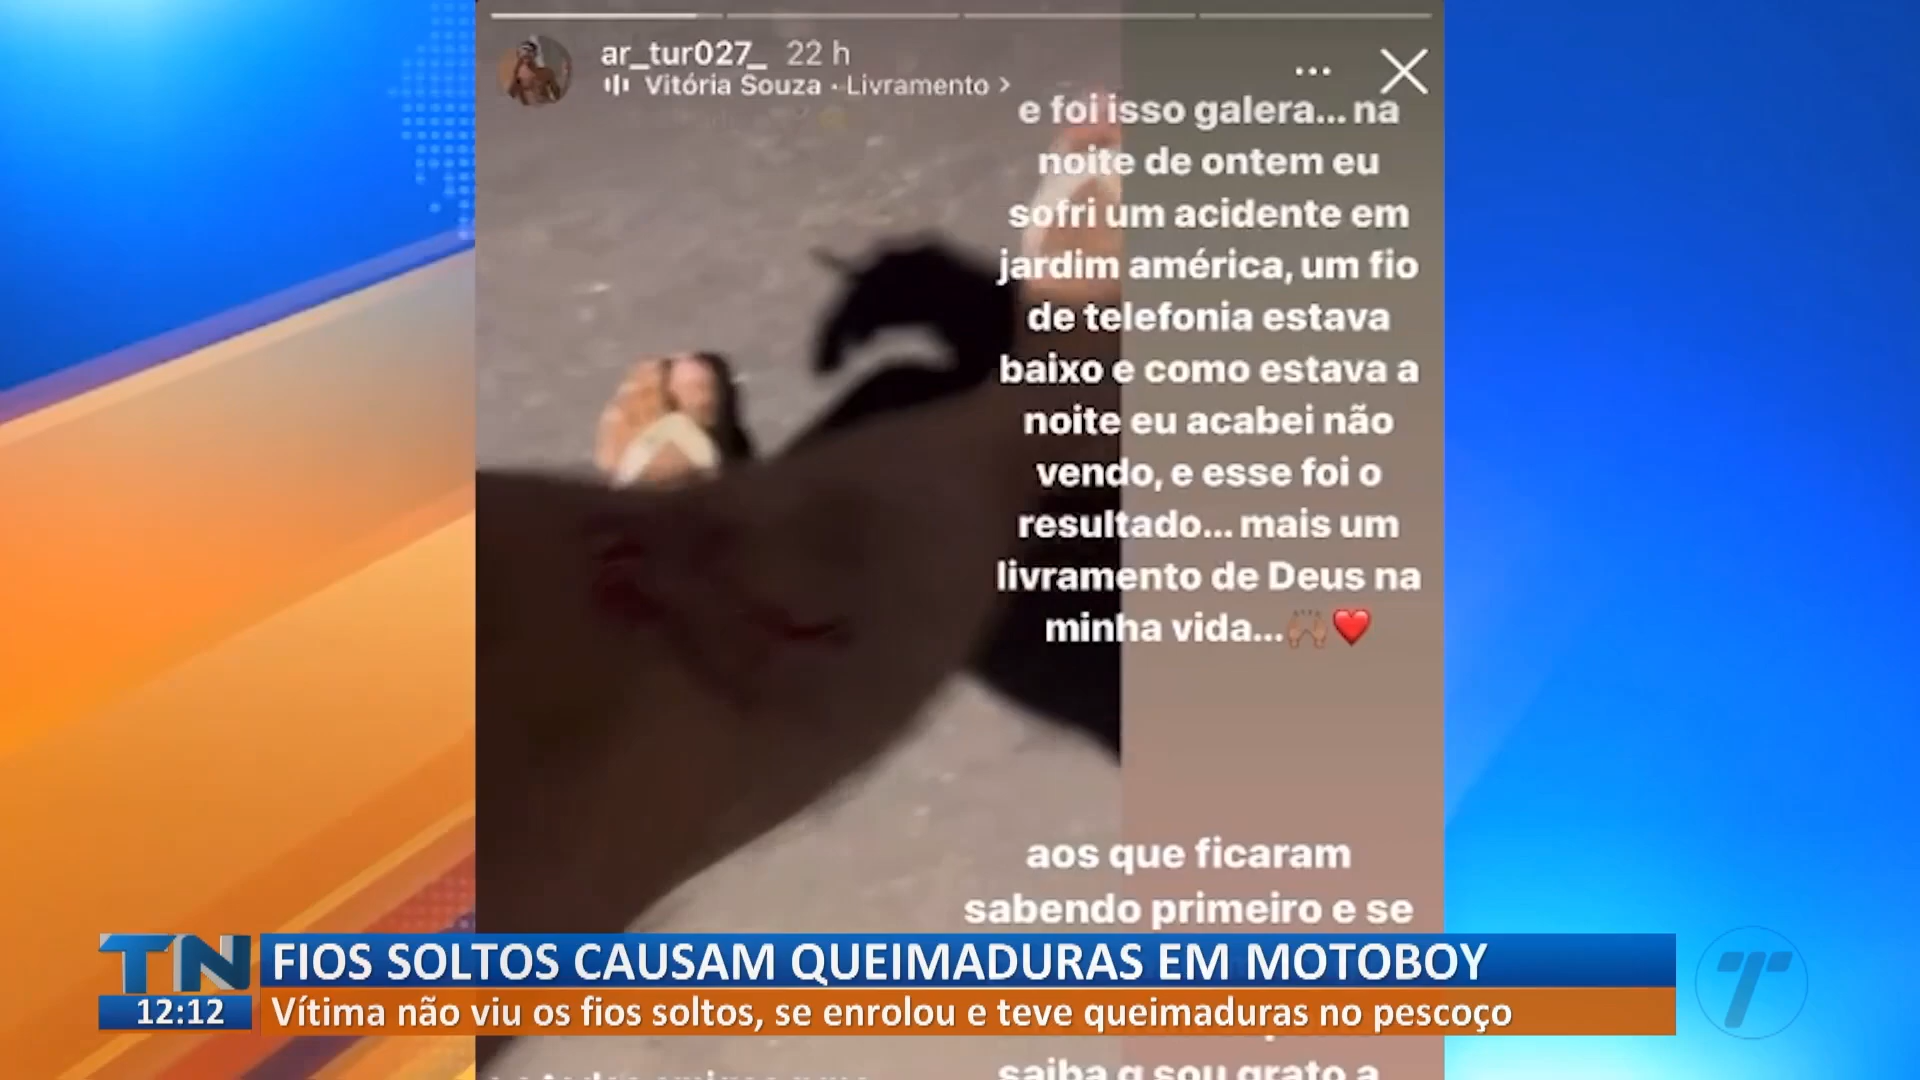 ar_tur027_ 22 h
Vitória Souza · Livramento >
e foi isso galera... na
noite de ontem eu
sofri um acidente em
jardim américa, um fio
de telefonia estava
baixo e como estava a
noite eu acabei não
vendo, e esse foi o
resultado... mais um
livramento de Deus na
minha vida...🙌🏾❤️
aos que ficaram
sabendo primeiro e se
TN
FIOS SOLTOS CAUSAM QUEIMADURAS EM MOTOBOY
12:12
Vítima não viu os fios soltos, se enrolou e teve queimaduras no pescoço
T
saiba q sou grato a